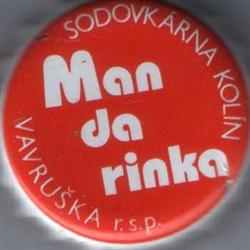 SODOVKÁRNA KOLÍN
Man
da
rinka
VAVRUŠKA r.s.p.